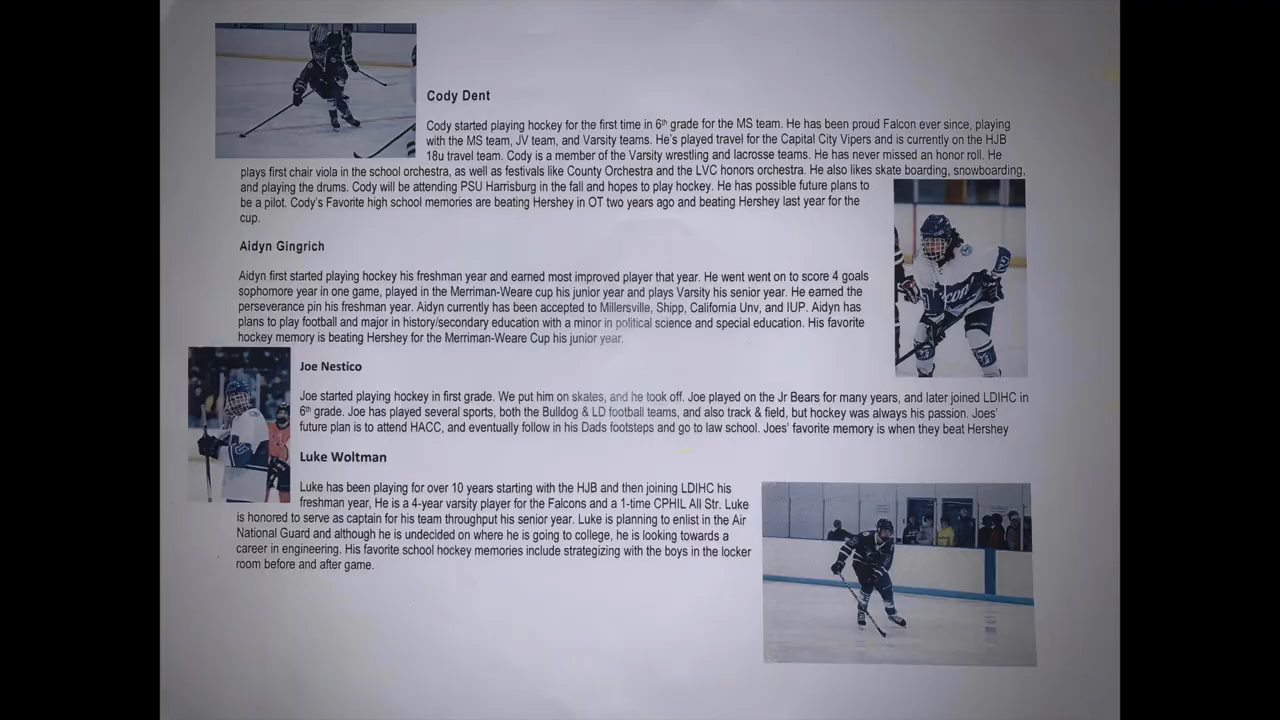 Cody Dent
Cody started playing hockey for the first time in 6th grade for the MS team. He has been proud Falcon ever since, playing
with the MS team, JV team, and Varsity teams. He's played travel for the Capital City Vipers and is currently on the HJB
18u travel team. Cody is a member of the Varsity wrestling and lacrosse teams. He has never missed an honor roll. He
plays first chair viola in the school orchestra, as well as festivals like County Orchestra and the LVC honors orchestra. He also likes skate boarding, snowboarding,
and playing the drums. Cody will be attending PSU Harrisburg in the fall and hopes to play hockey. He has possible future plans to
be a pilot. Cody's Favorite high school memories are beating Hershey in OT two years ago and beating Hershey last year for the
cup.
Aidyn Gingrich
Aidyn first started playing hockey his freshman year and earned most improved player that year. He went went on to score 4 goals
sophomore year in one game, played in the Merriman-Weare cup his junior year and plays Varsity his senior year. He earned the
perseverance pin his freshman year. Aidyn currently has been accepted to Millersville, Shipp, California Unv, and IUP. Aidyn has
plans to play football and major in history/secondary education with a minor in political science and special education. His favorite
hockey memory is beating Hershey for the Merriman-Weare Cup his junior year.
Joe Nestico
Joe started playing hockey in first grade. We put him on skates, and he took off. Joe played on the Jr Bears for many years, and later joined LDIHC in
6th grade. Joe has played several sports, both the Bulldog & LD football teams, and also track & field, but hockey was always his passion. Joes'
future plan is to attend HACC, and eventually follow in his Dads footsteps and go to law school. Joes' favorite memory is when they beat Hershey
Luke Woltman
Luke has been playing for over 10 years starting with the HJB and then joining LDIHC his
freshman year, He is a 4-year varsity player for the Falcons and a 1-time CPHIL All Str. Luke
is honored to serve as captain for his team throughput his senior year. Luke is planning to enlist in the Air
National Guard and although he is undecided on where he is going to college, he is looking towards a
career in engineering. His favorite school hockey memories include strategizing with the boys in the locker
room before and after game.